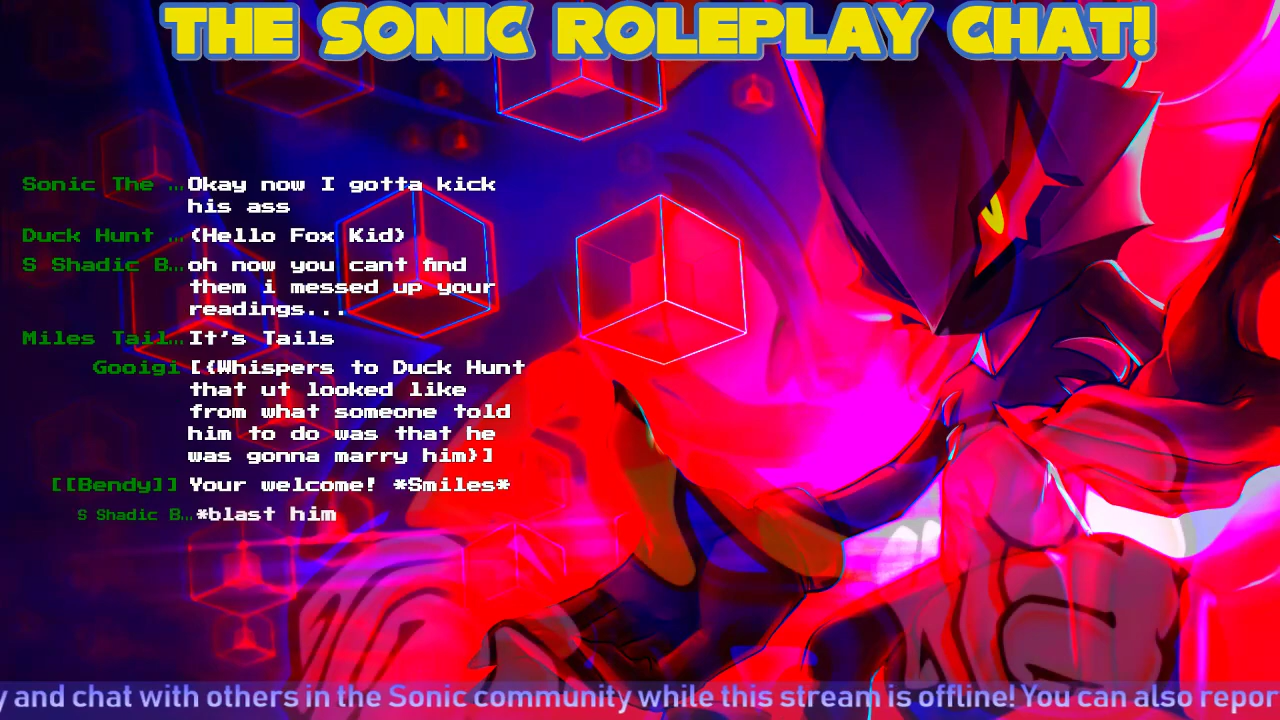 THE SONIC ROLEPLAY CHAT!
Sonic The ... Okay now I gotta kick
his ass
Duck Hunt ... (Hello Fox Kid)
S Shadic B... oh now you cant find
them i messed up your
readings...
Miles Tail... It's Tails
Gooigi [(Whispers to Duck Hunt
that ut looked like
from what someone told
him to do was that he
was gonna marry him)]
[[Bendy]] Your welcome! *Smiles*
S Shadic B... *blast him
y and chat with others in the Sonic community while this stream is offline! You can also repor